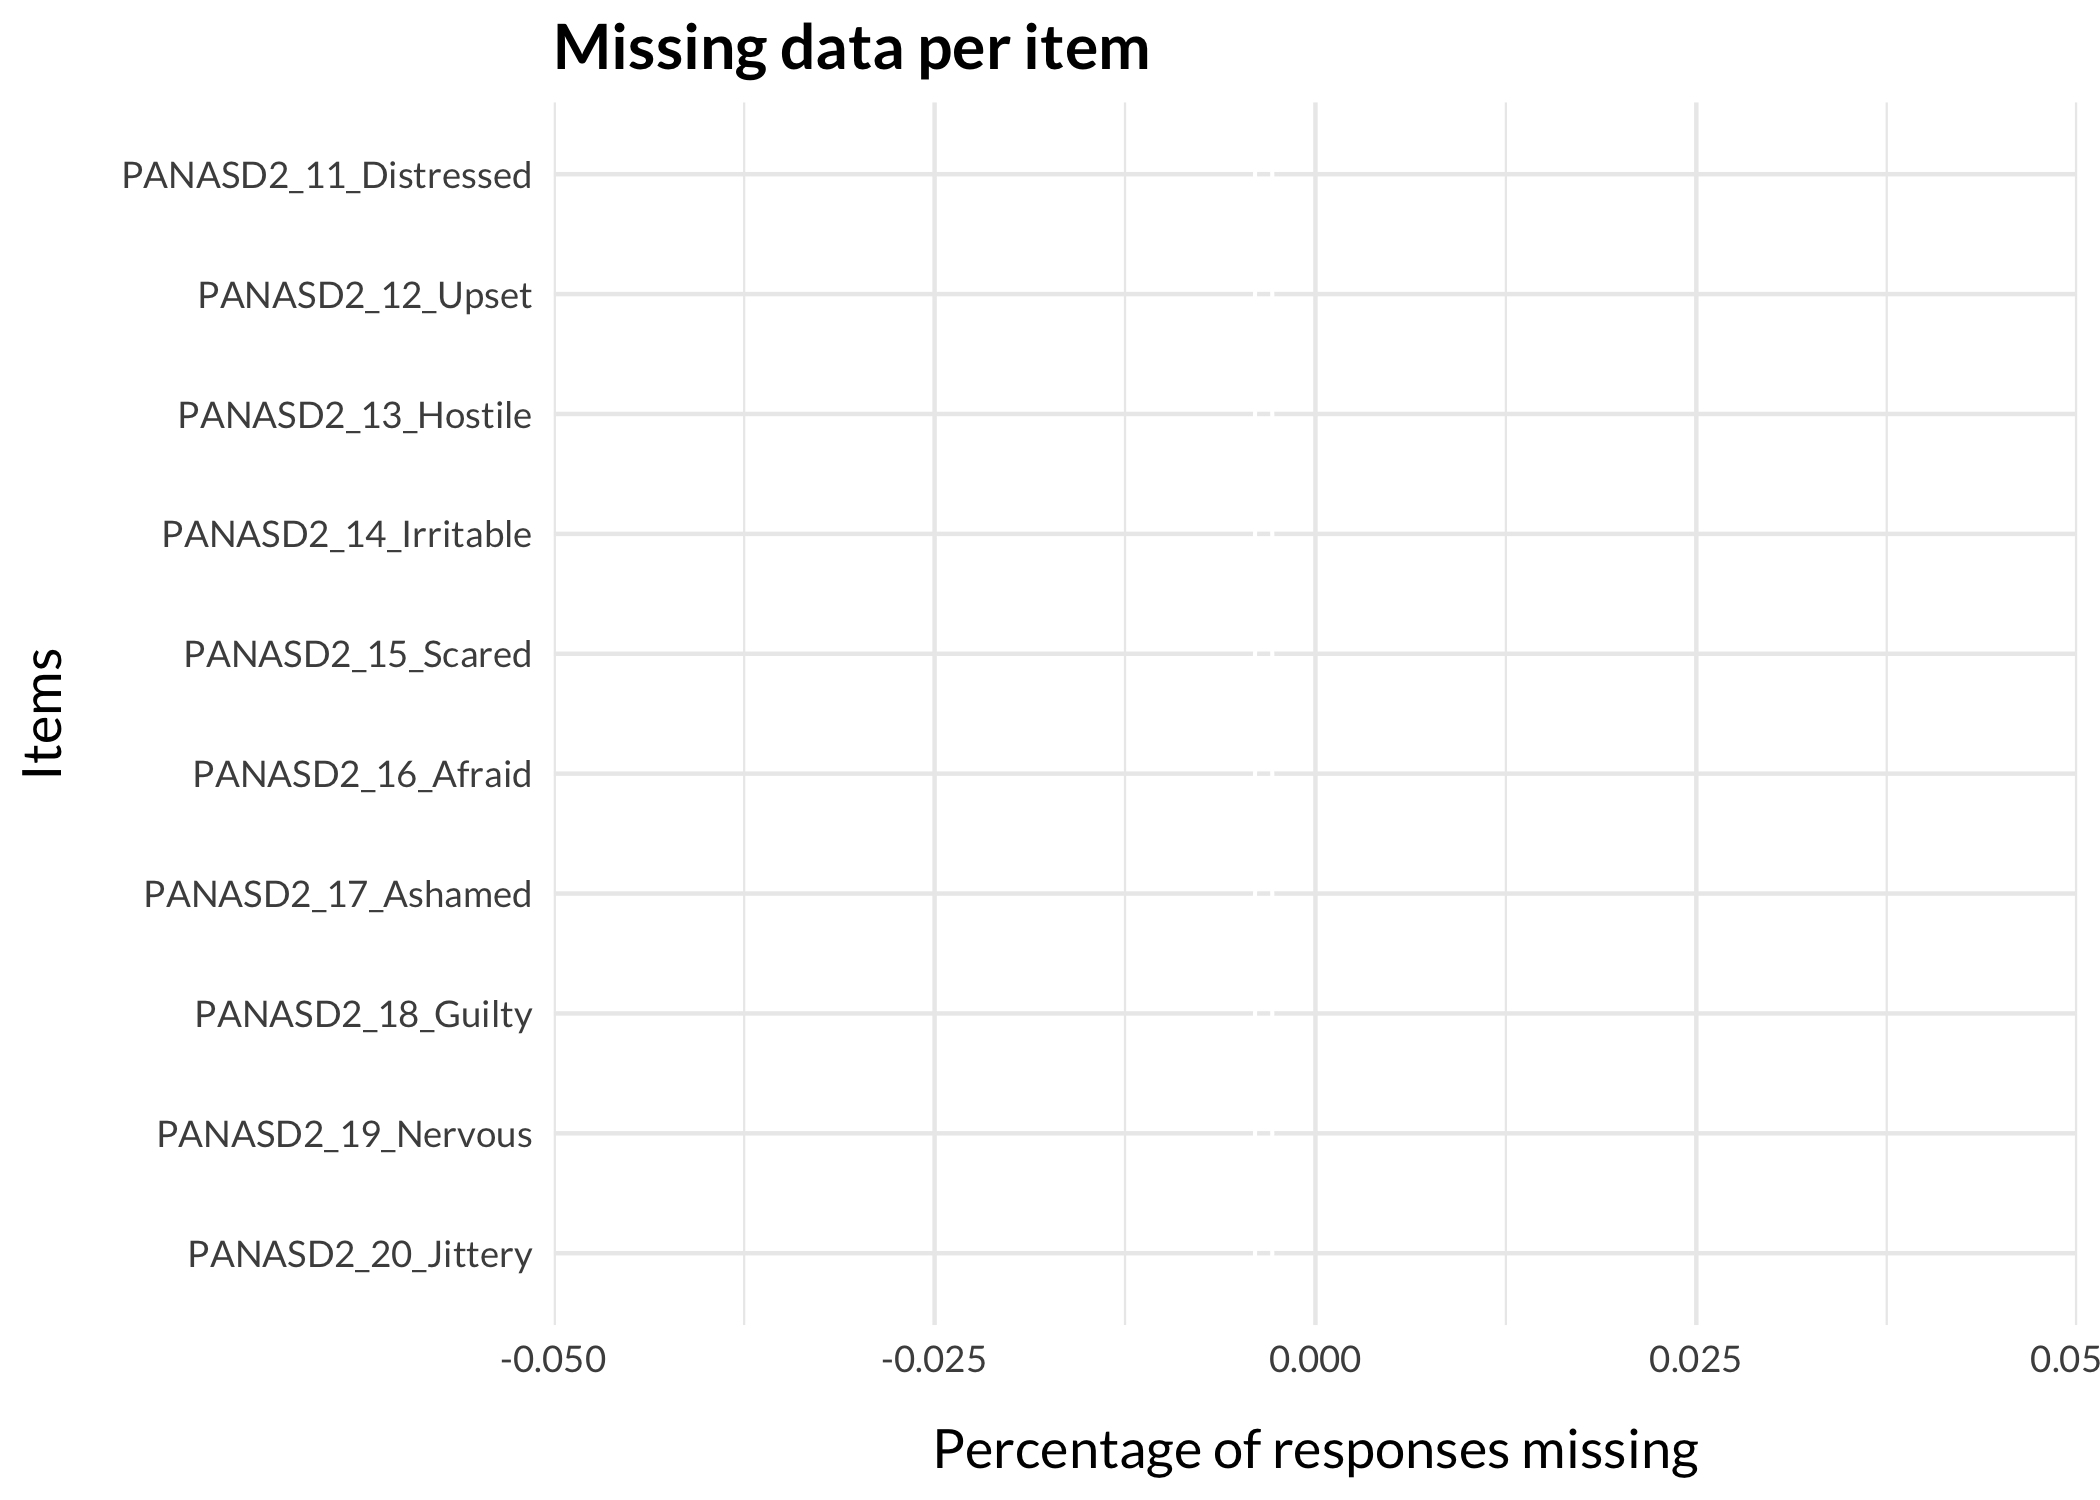 Missing data per item
PANASD2_11_Distressed
PANASD2_12_Upset
PANASD2_13_Hostile
PANASD2_14_Irritable
PANASD2_15_Scared
PANASD2_16_Afraid
PANASD2_17_Ashamed
PANASD2_18_Guilty
PANASD2_19_Nervous
PANASD2_20_Jittery
Items
-0.050 -0.025 0.000 0.025 0.05
Percentage of responses missing